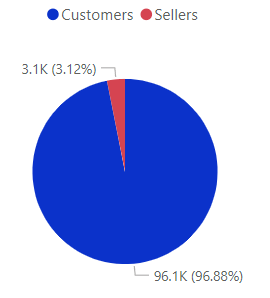 Customers Sellers
3.1K (3.12%)
96.1K (96.88%)